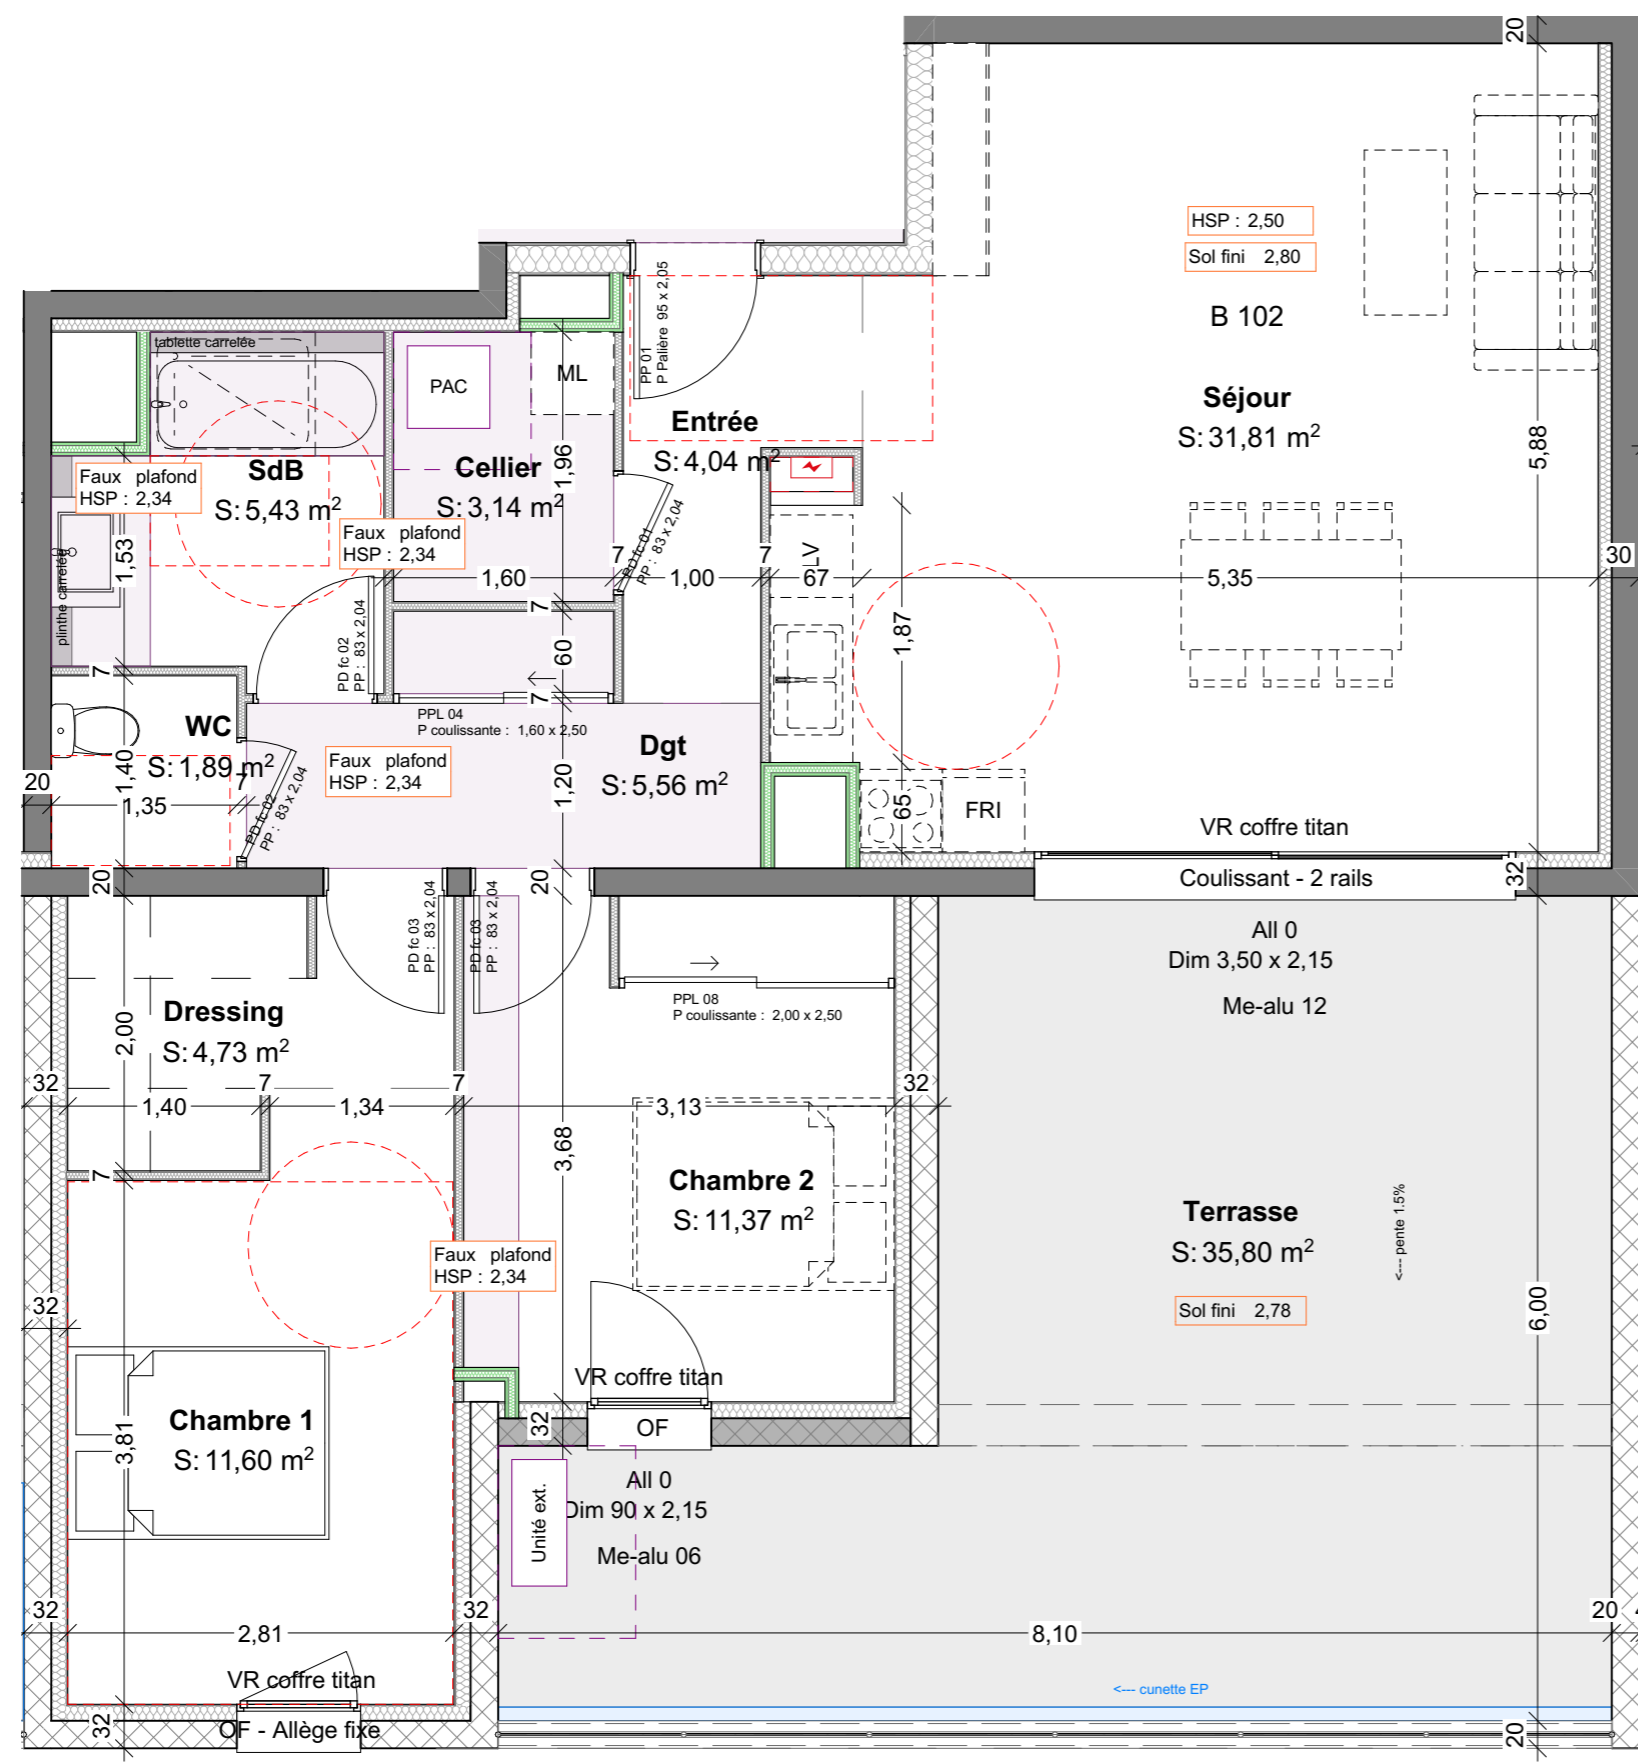 20
HSP : 2,50
Sol fini 2,80
B 102
Séjour
S: 31,81 m²
5,88
PP 01
P Palière 95 x 2,05
Entrée
S: 4,04 m²
tablette carrelée
PAC
ML
Cellier
S: 3,14 m²
1,96
Faux plafond
HSP : 2,34
SdB
S: 5,43 m²
Faux plafond
HSP : 2,34
1,53
plinthe carrelée
PD fc 01
PP : 83 x 2,04
7
1,60
7
1,00
7
67
LV
5,35
30
1,87
60
7
PD fc 02
PP : 83 x 2,04
PPL 04
P coulissante : 1,60 x 2,50
7
WC
S: 1,89 m²
1,40
20
1,35
7
PD fc 02
PP : 83 x 2,04
Faux plafond
HSP : 2,34
Dgt
S: 5,56 m²
1,20
65
FRI
VR coffre titan
Coulissant - 2 rails
32
20
20
All 0
Dim 3,50 x 2,15
Me-alu 12
PD fc 03
PP : 83 x 2,04
PD fc 03
PP : 83 x 2,04
PPL 08
P coulissante : 2,00 x 2,50
Dressing
S: 4,73 m²
2,00
32
1,40
7
1,34
7
3,13
32
3,68
7
Chambre 2
S: 11,37 m²
Terrasse
S: 35,80 m²
<--- pente 1.5%
Sol fini 2,78
6,00
Faux plafond
HSP : 2,34
32
VR coffre titan
OF
32
Chambre 1
S: 11,60 m²
3,81
Unité ext.
All 0
Dim 90 x 2,15
Me-alu 06
32
2,81
32
8,10
20
VR coffre titan
<--- cunette EP
OF - Allège fixe
32
20